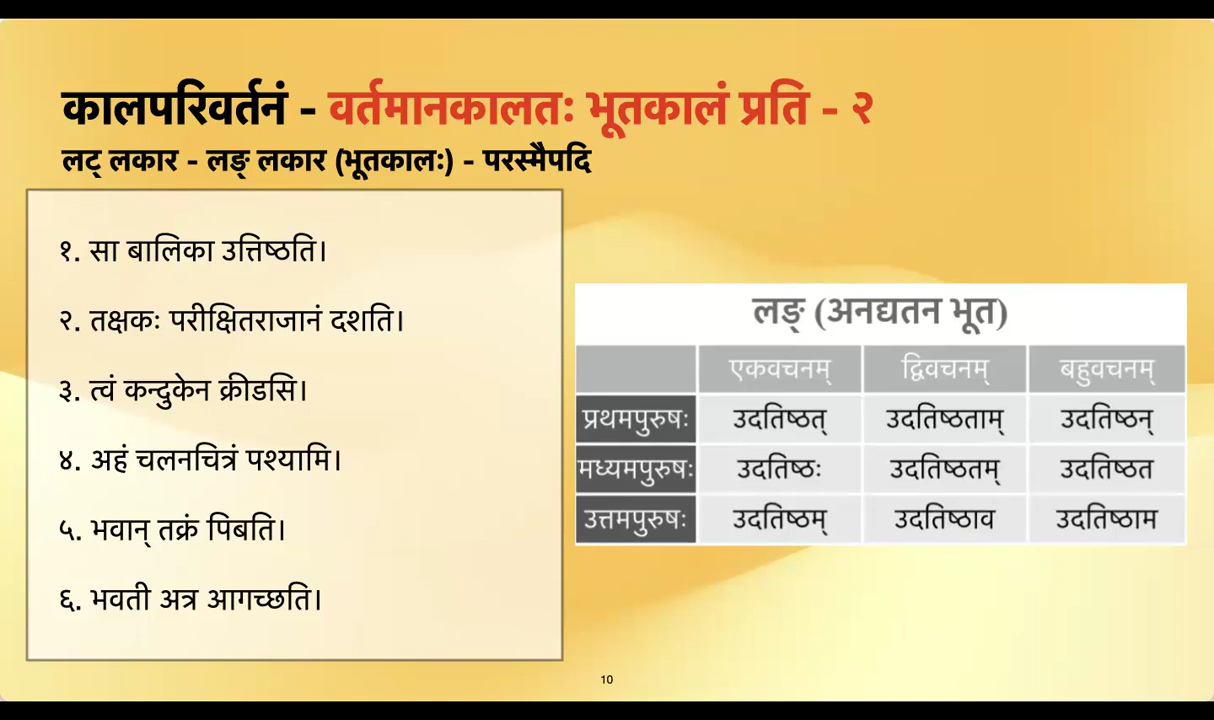 कालपरिवर्तनं - वर्तमानकालतः भूतकालं प्रति - २
लट् लकार - लङ् लकार (भूतकालः) - परस्मैपदि
१. सा बालिका उत्तिष्ठति।
२. तक्षकः परीक्षितराजानं दशति।
३. त्वं कन्दुकेन क्रीडसि।
४. अहं चलनचित्रं पश्यामि।
५. भवान् तक्रं पिबति।
६. भवती अत्र आगच्छति।
लङ् (अनद्यतन भूत)
एकवचनम् द्विवचनम् बहुवचनम्
प्रथमपुरुषः उदतिष्ठत् उदतिष्ठताम् उदतिष्ठन्
मध्यमपुरुषः उदतिष्ठः उदतिष्ठतम् उदतिष्ठत
उत्तमपुरुषः उदतिष्ठम् उदतिष्ठाव उदतिष्ठाम
10